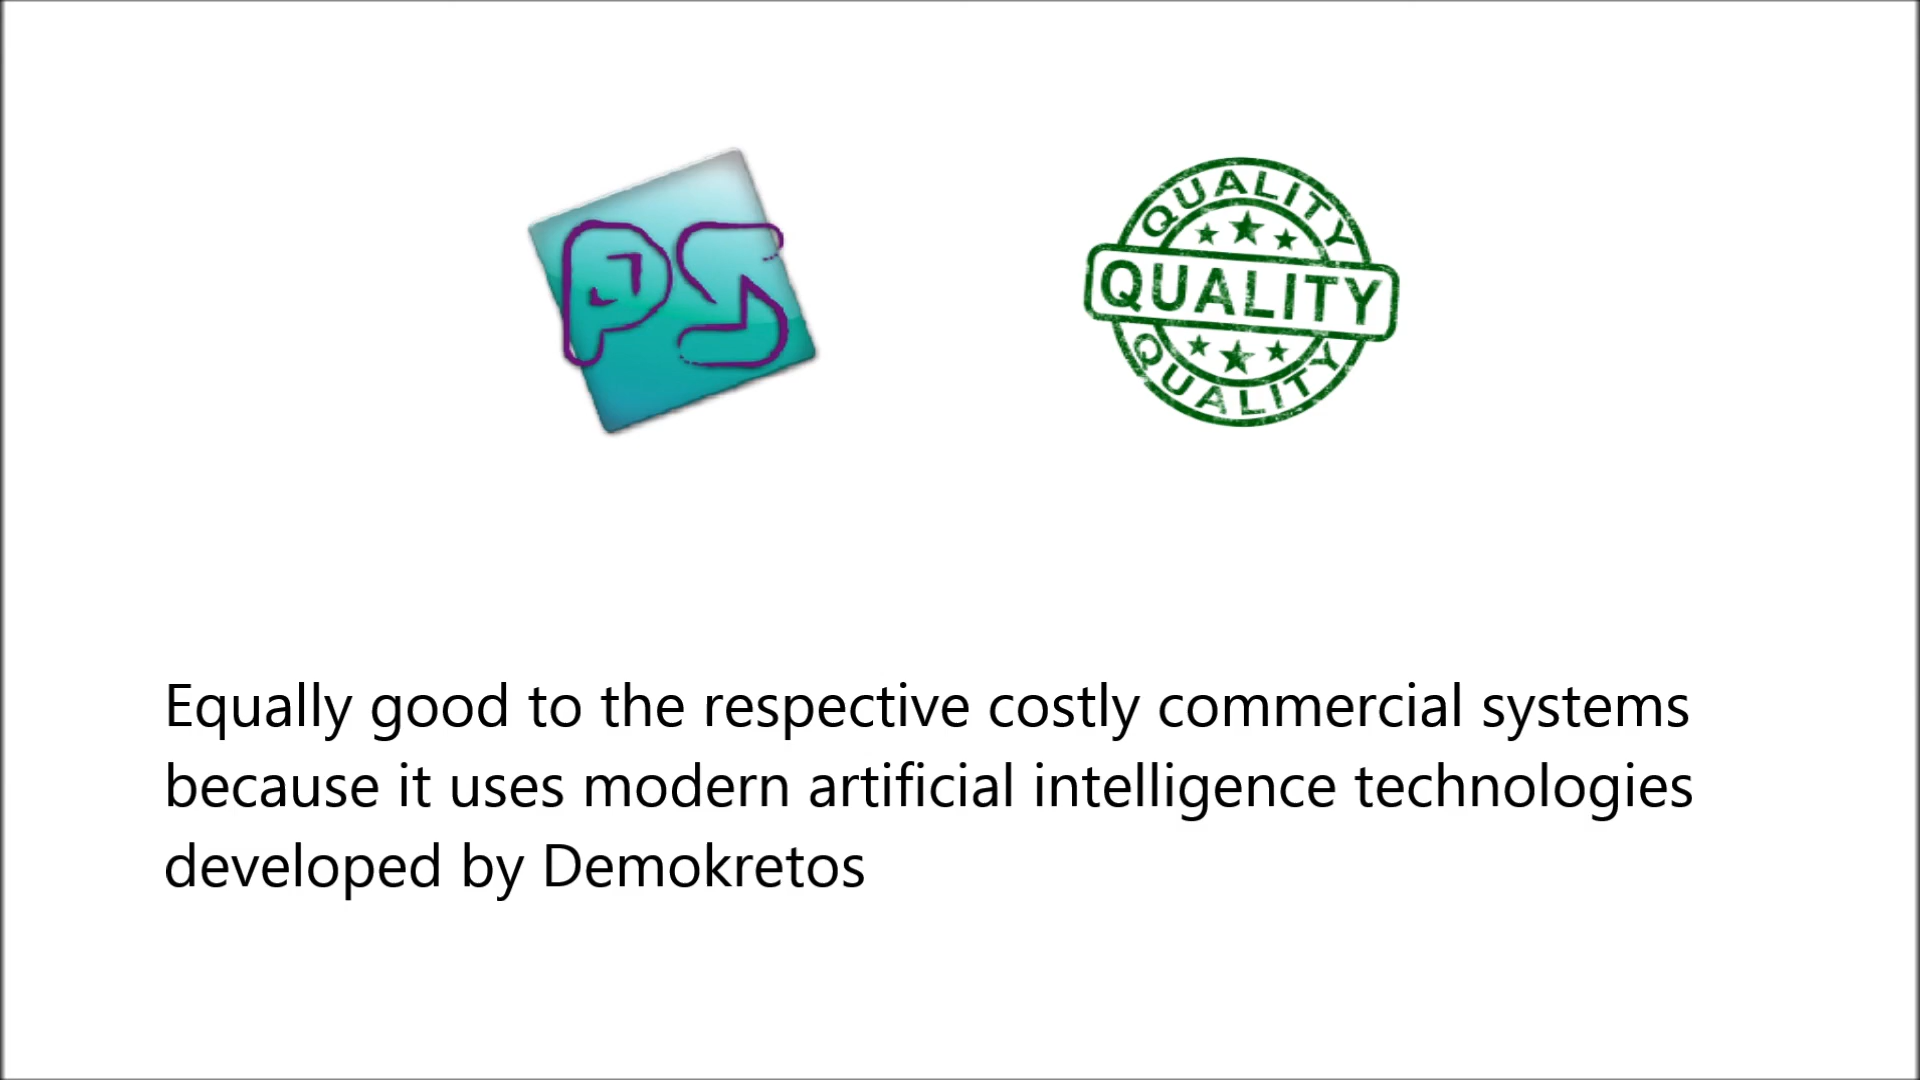 PS
QUALITY
QUALITY
QUALITY
Equally good to the respective costly commercial systems
because it uses modern artificial intelligence technologies
developed by Demokretos